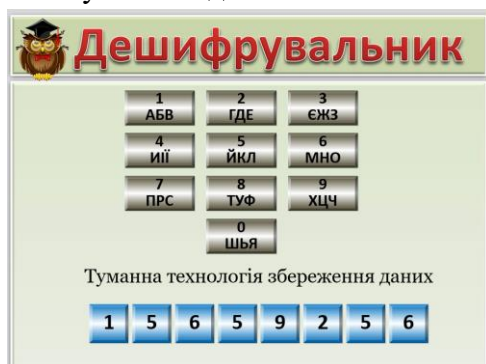 Дешифрувальник
1 2 3
АБВ ГДЕ ЄЖЗ
4 5 6
ИІЇ ЙКЛ МНО
7 8 9
ПРС ТУФ ХЦЧ
0
ШЬЯ
Туманна технологія збереження даних
1 5 6 5 9 2 5 6